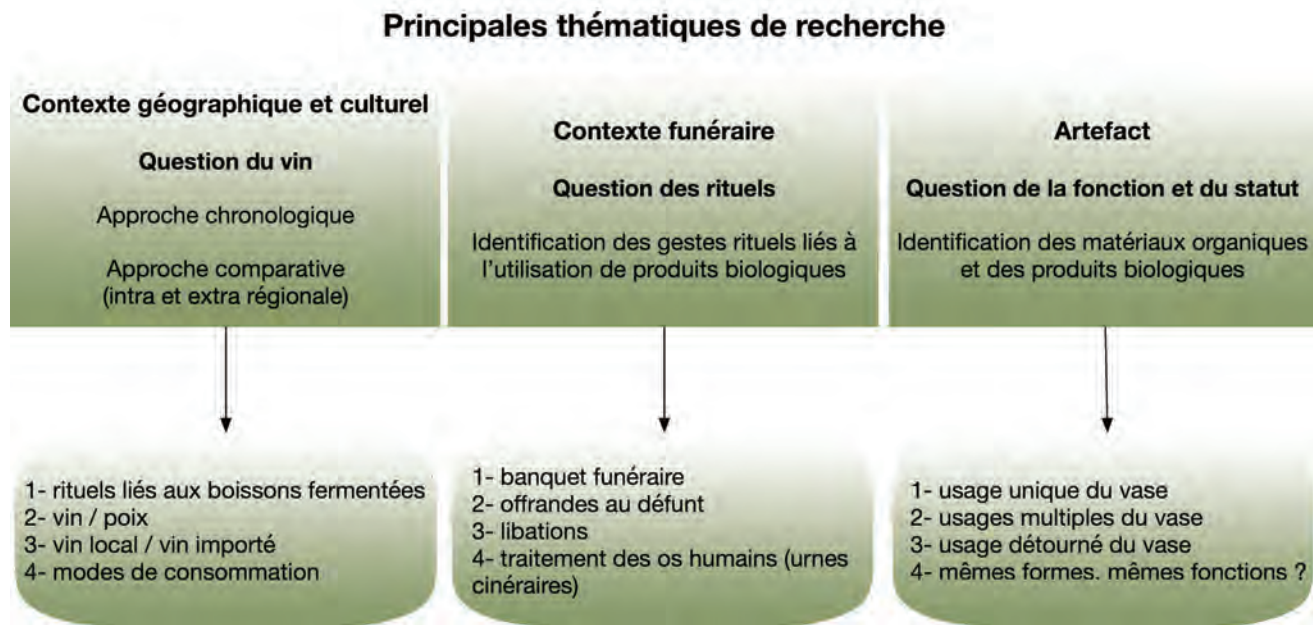 Principales thématiques de recherche
Contexte géographique et culturel
Question du vin
Approche chronologique
Approche comparative
(intra et extra régionale)
Contexte funéraire
Question des rituels
Identification des gestes rituels liés à
l’utilisation de produits biologiques
Artefact
Question de la fonction et du statut
Identification des matériaux organiques
et des produits biologiques
1- rituels liés aux boissons fermentées
2- vin / poix
3- vin local / vin importé
4- modes de consommation
1- banquet funéraire
2- offrandes au défunt
3- libations
4- traitement des os humains (urnes
cinéraires)
1- usage unique du vase
2- usages multiples du vase
3- usage détourné du vase
4- mêmes formes. mêmes fonctions ?